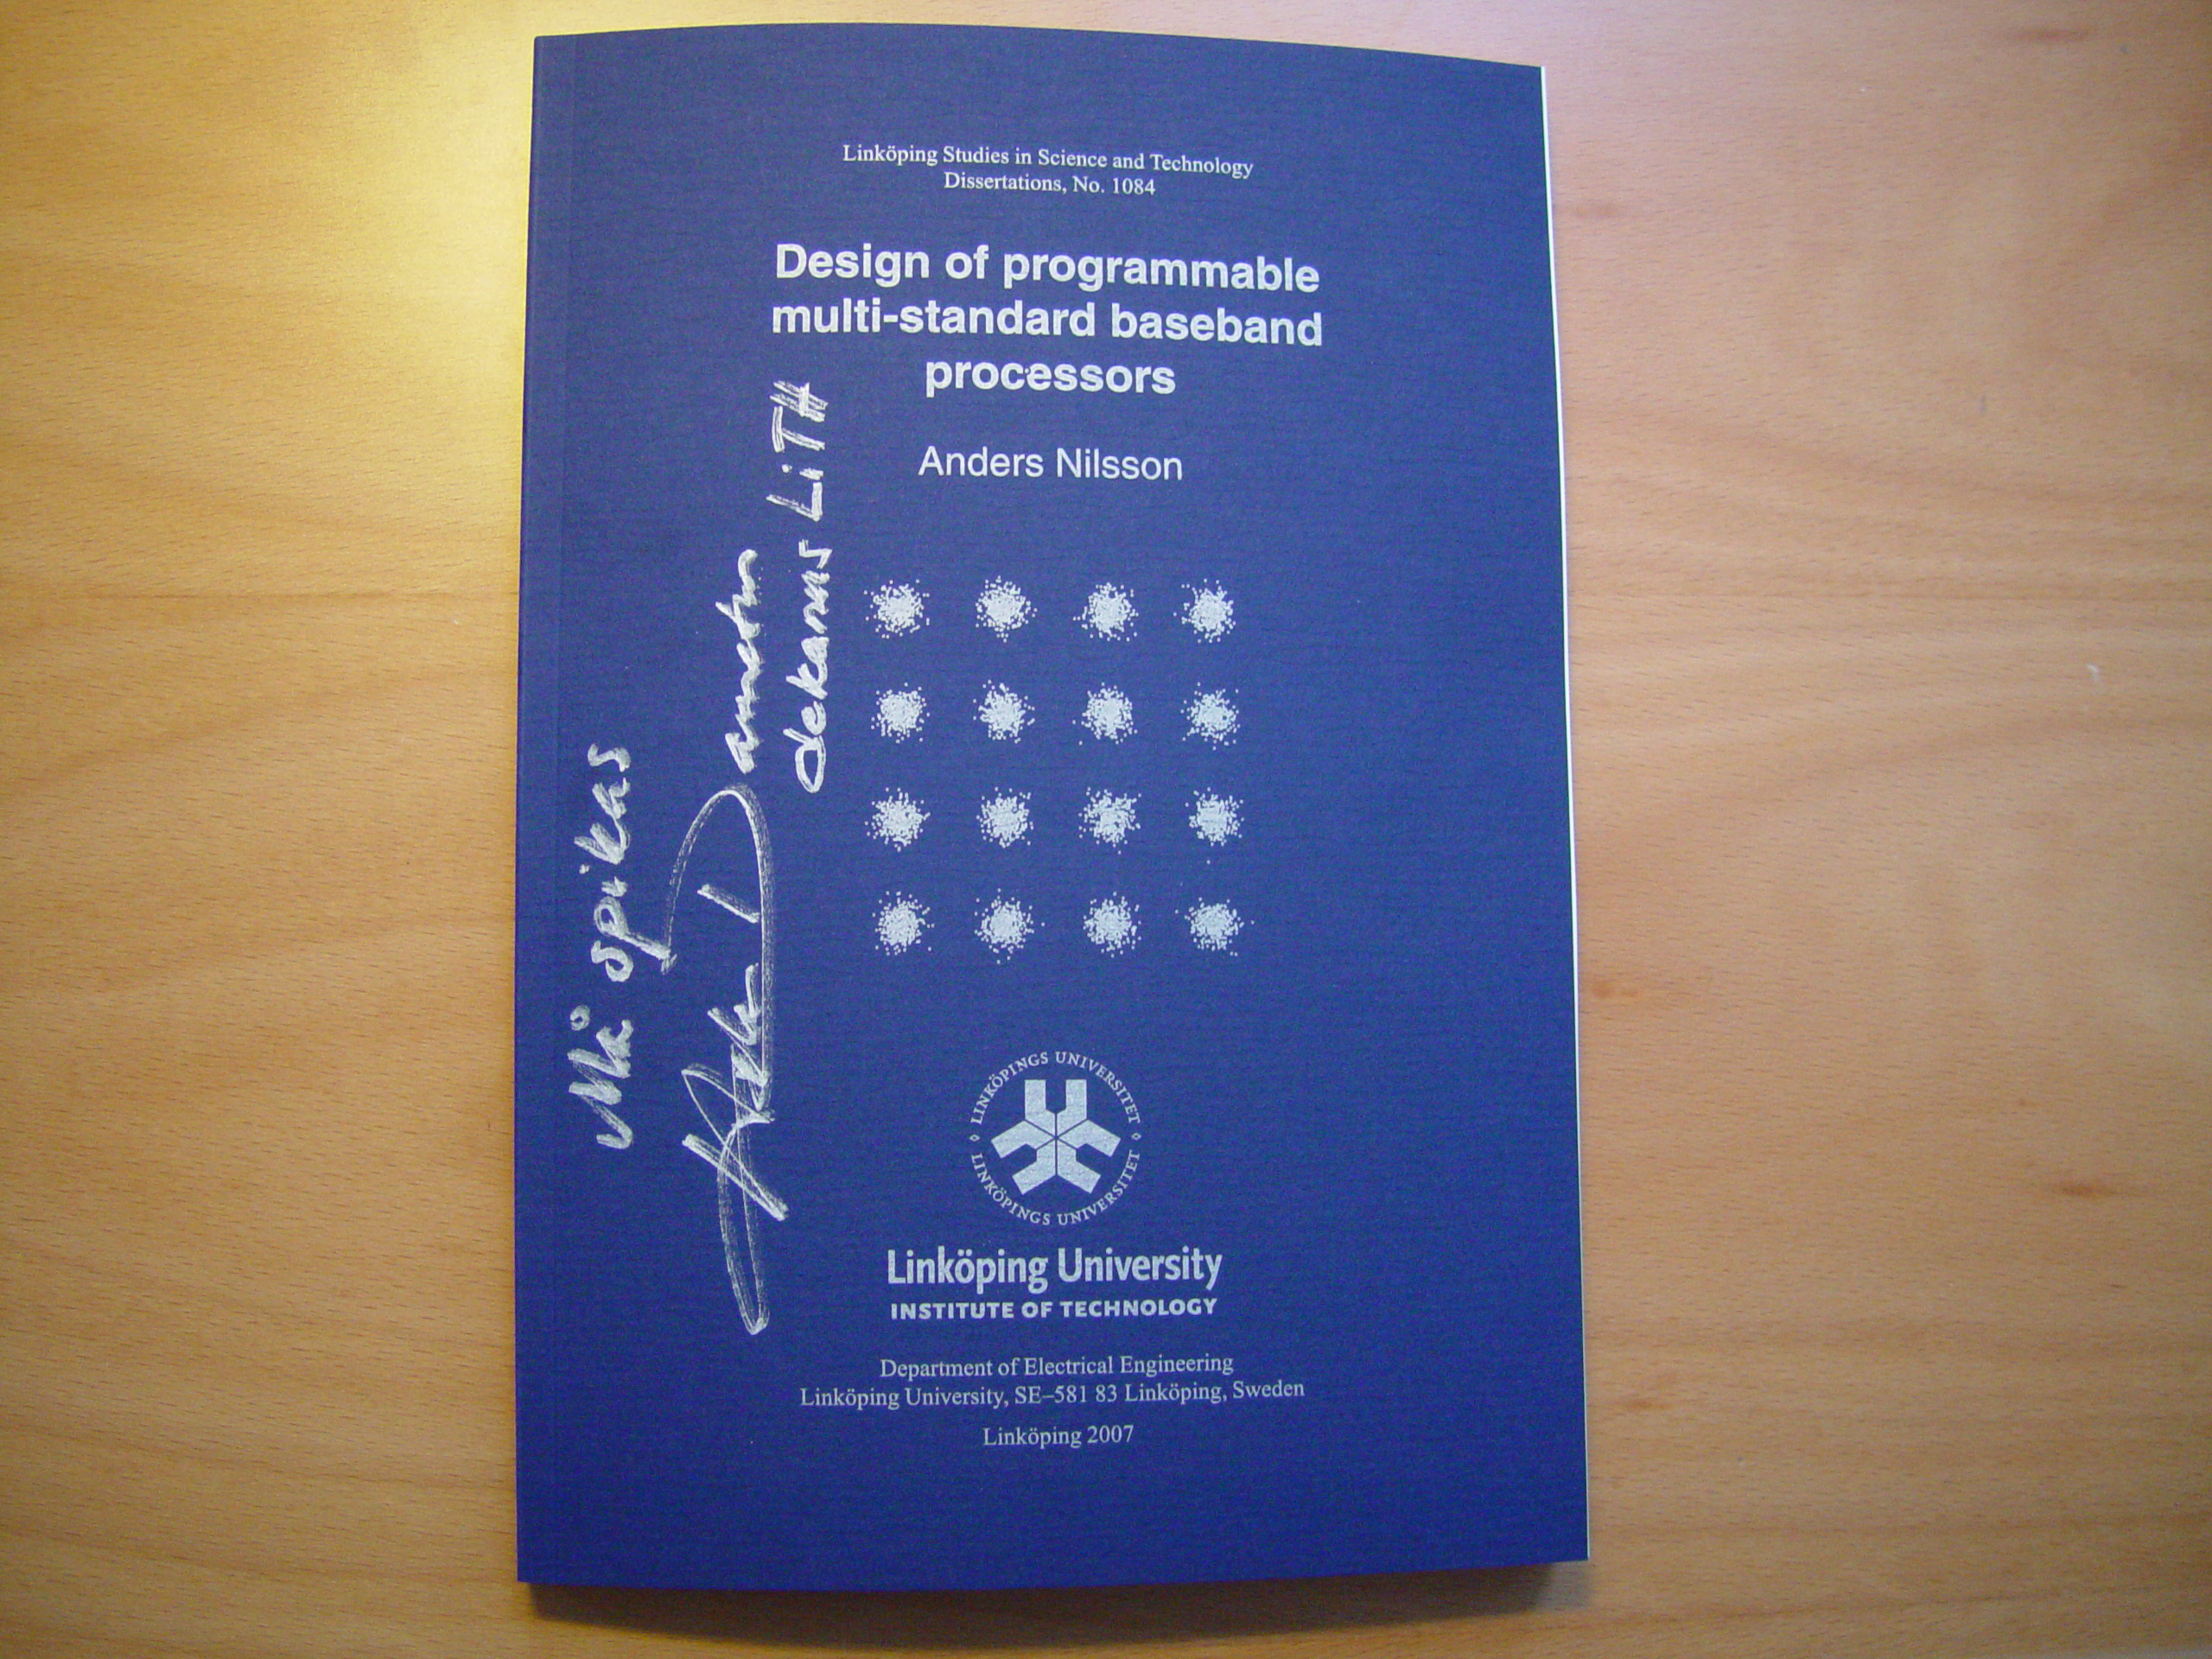 Linköping Studies in Science and Technology
Dissertations, No. 1084
Design of programmable
multi-standard baseband
processors
Anders Nilsson
Må spikas
dekanus LiTH
LINKÖPINGS UNIVERSITET
LINKÖPINGS UNIVERSITET
Linköping University
INSTITUTE OF TECHNOLOGY
Department of Electrical Engineering
Linköping University, SE–581 83 Linköping, Sweden
Linköping 2007